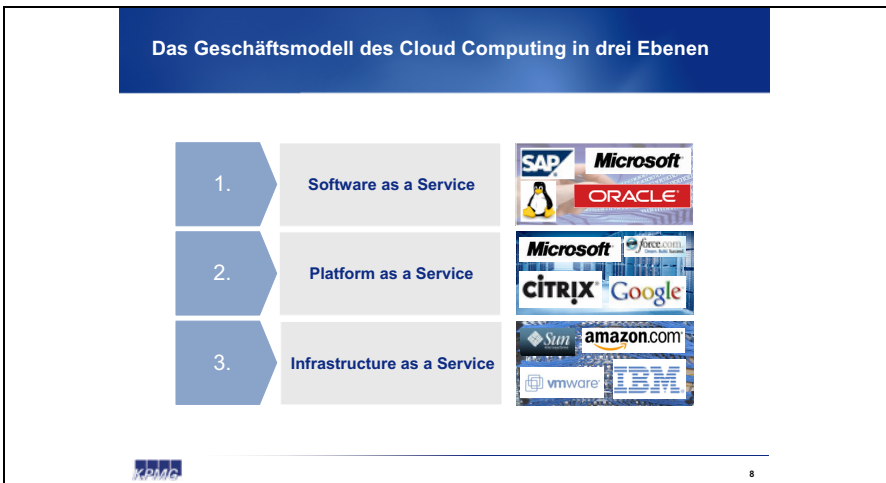 Das Geschäftsmodell des Cloud Computing in drei Ebenen
1.
Software as a Service
SAP
Microsoft
ORACLE
2.
Platform as a Service
Microsoft
force.com
CITRIX
Google
3.
Infrastructure as a Service
Sun
amazon.com
vmware
IBM
KPMG
8